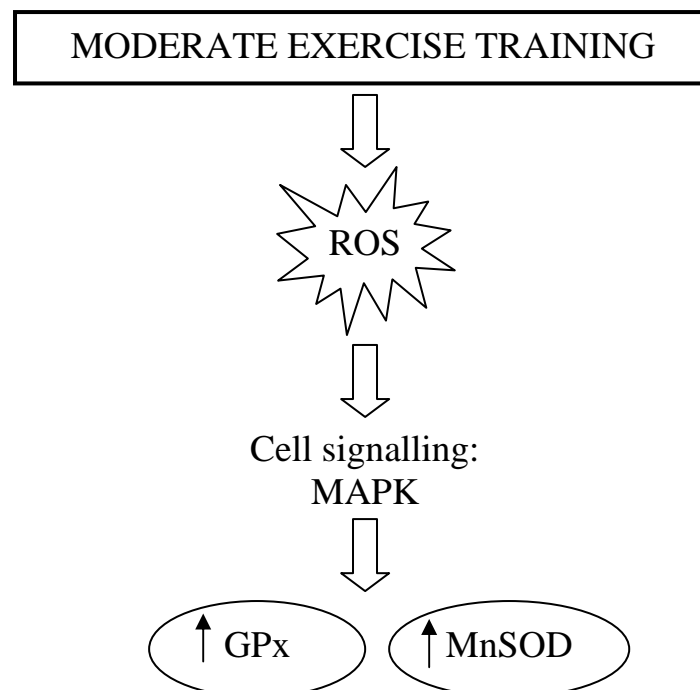 MODERATE EXERCISE TRAINING
ROS
Cell signalling:
MAPK
↑ GPx
↑ MnSOD